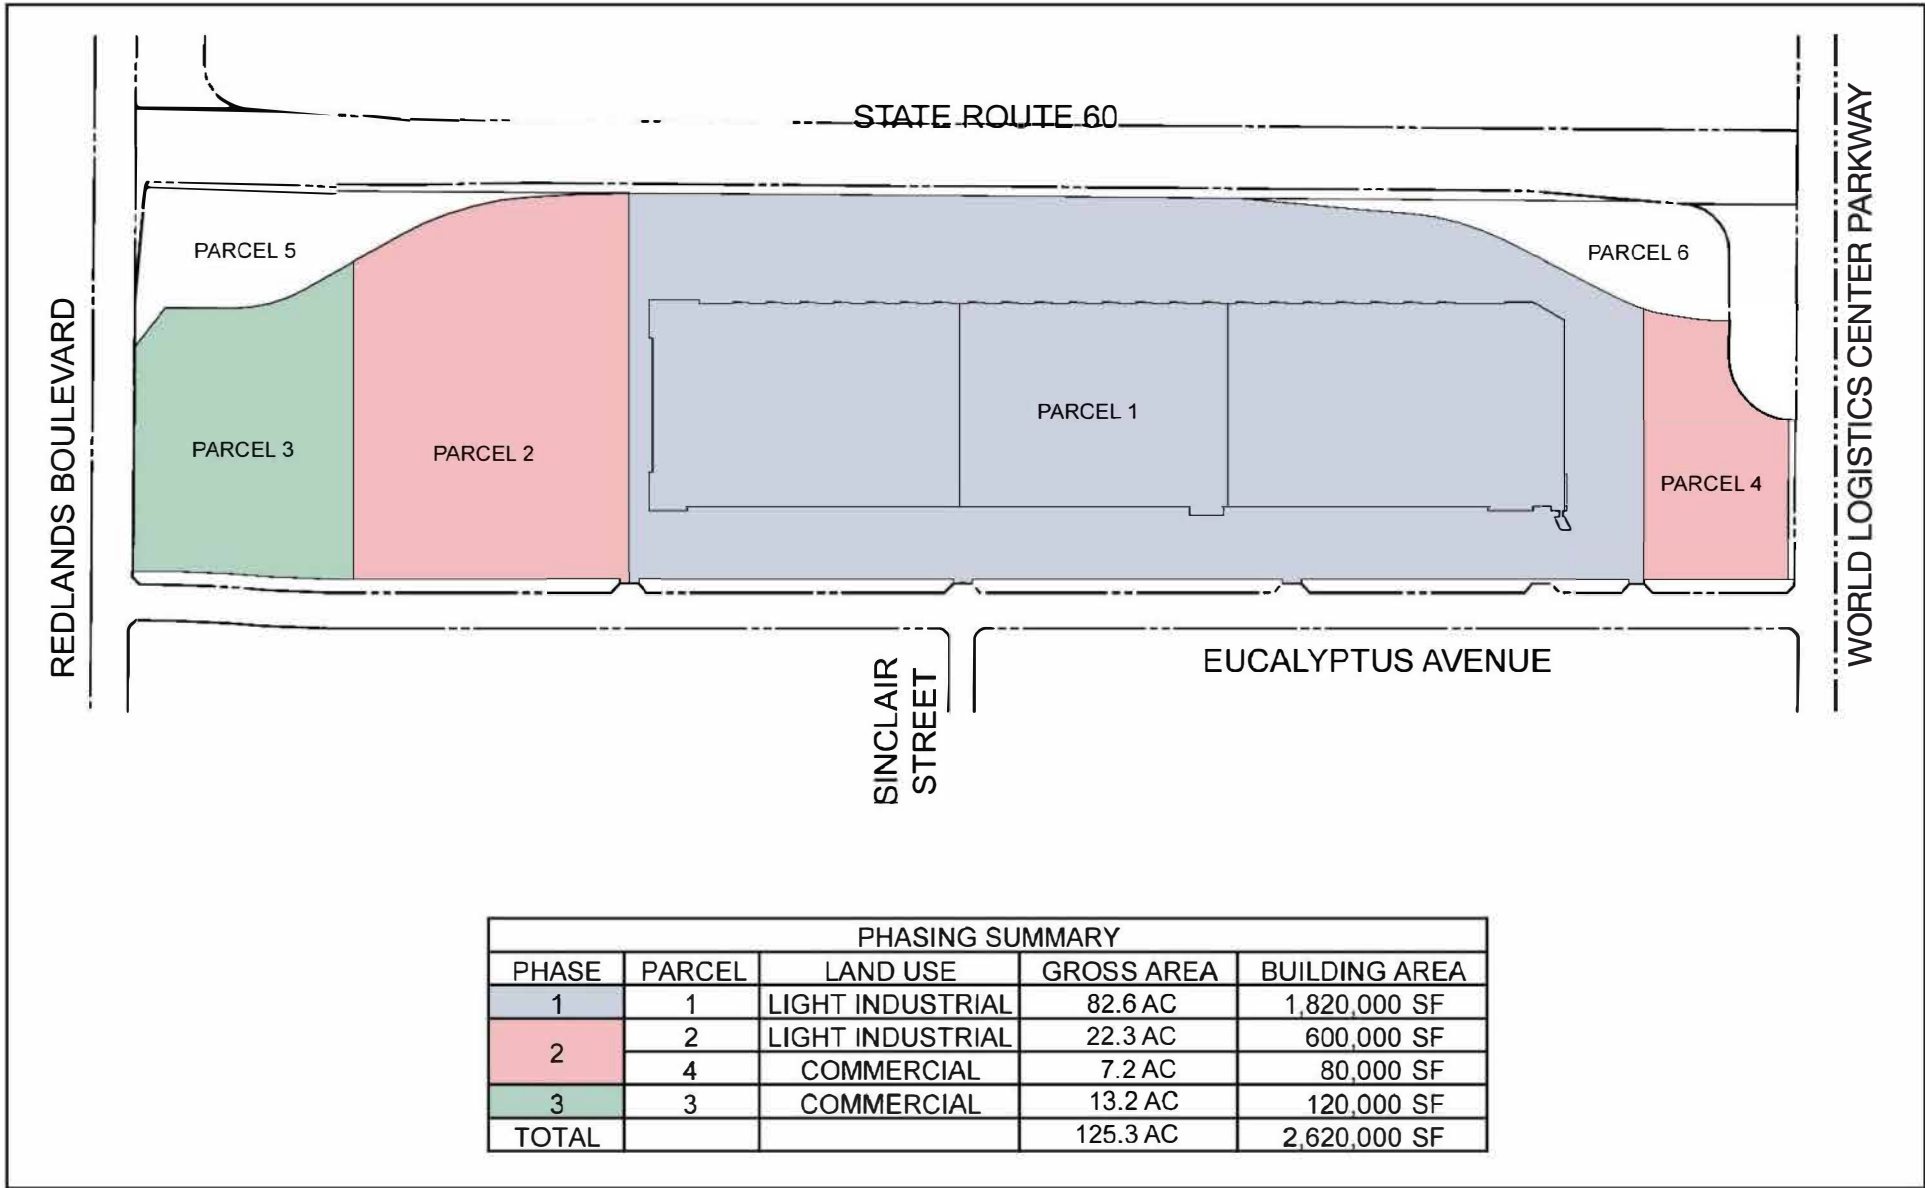 STATE ROUTE 60
REDLANDS BOULEVARD
WORLD LOGISTICS CENTER PARKWAY
PARCEL 5
PARCEL 6
PARCEL 3
PARCEL 2
PARCEL 1
PARCEL 4
SINCLAIR
STREET
EUCALYPTUS AVENUE
PHASING SUMMARY
PHASE PARCEL LAND USE GROSS AREA BUILDING AREA
1 1 LIGHT INDUSTRIAL 82.6 AC 1,820,000 SF
2 2 LIGHT INDUSTRIAL 22.3 AC 600,000 SF
4 COMMERCIAL 7.2 AC 80,000 SF
3 3 COMMERCIAL 13.2 AC 120,000 SF
TOTAL 125.3 AC 2,620,000 SF